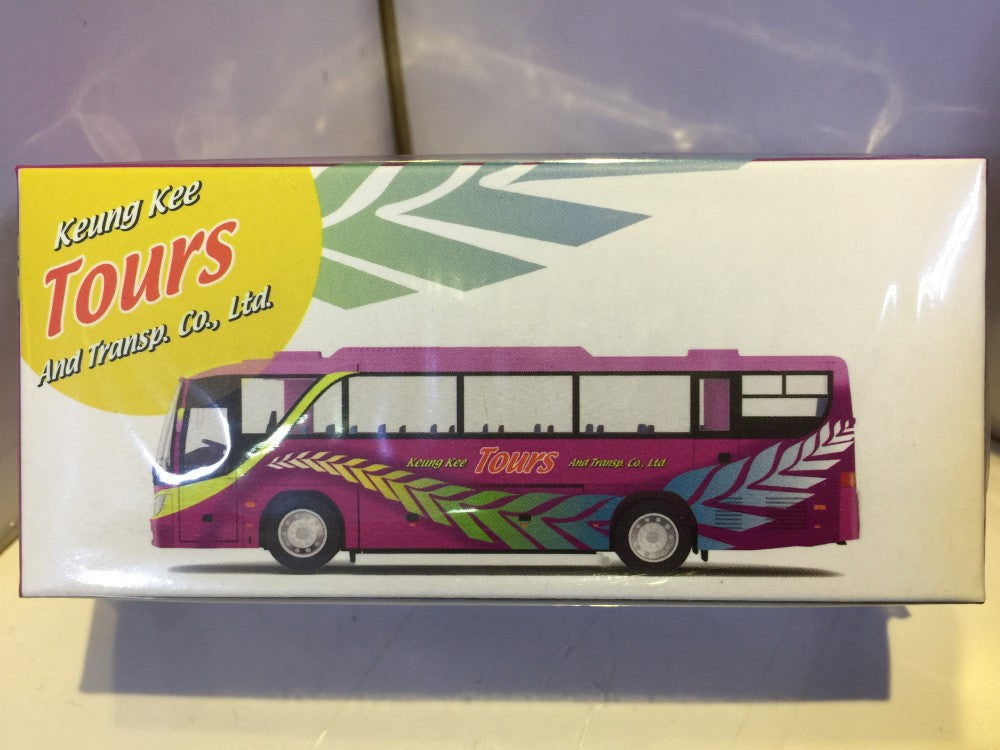 Keung Kee
Tours
And Transp. Co., Ltd.
Keung Kee Tours And Transp. Co., Ltd.